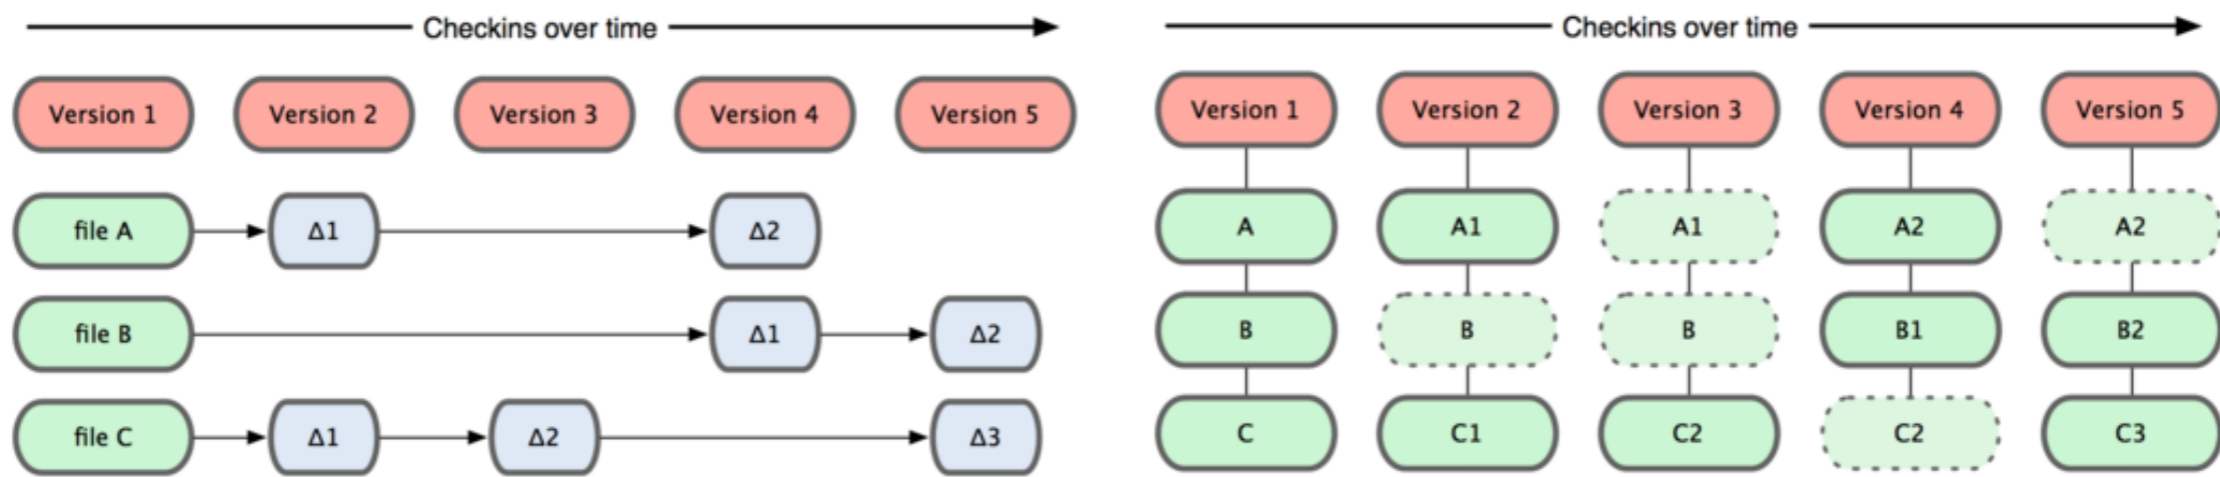 Checkins over time
Version 1 Version 2 Version 3 Version 4 Version 5
file A Δ1 Δ2
file B Δ1 Δ2
file C Δ1 Δ2 Δ3
Checkins over time
Version 1 Version 2 Version 3 Version 4 Version 5
A A1 A1 A2 A2
B B B B1 B2
C C1 C2 C2 C3